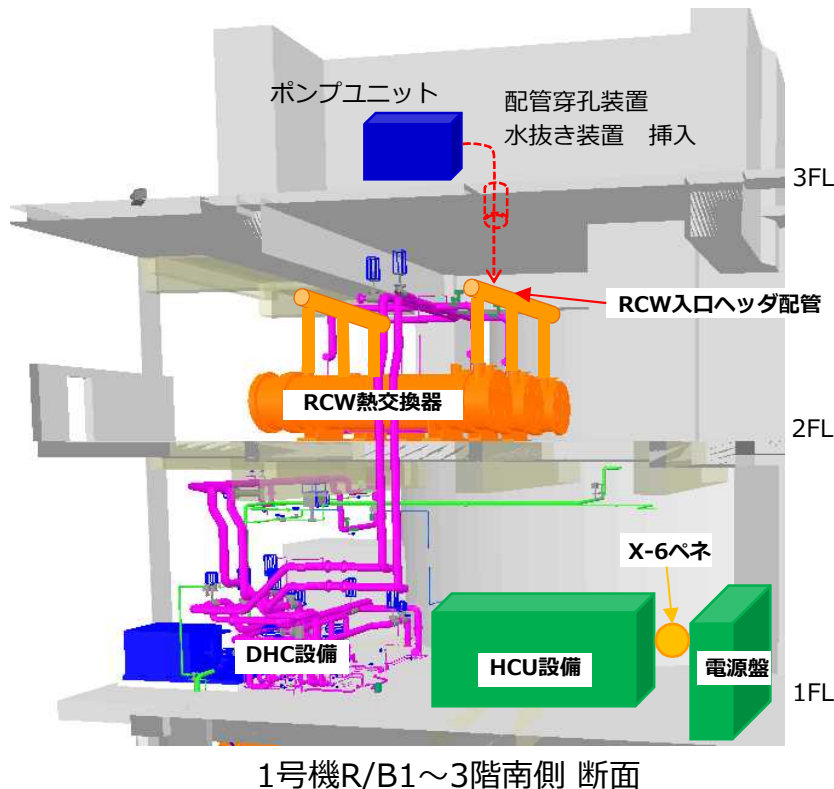 ポンプユニット
配管穿孔装置
水抜き装置　挿入
3FL
RCW入口ヘッダ配管
RCW熱交換器
2FL
X-6ペネ
DHC設備
HCU設備
電源盤
1FL
1号機R/B1～3階南側 断面